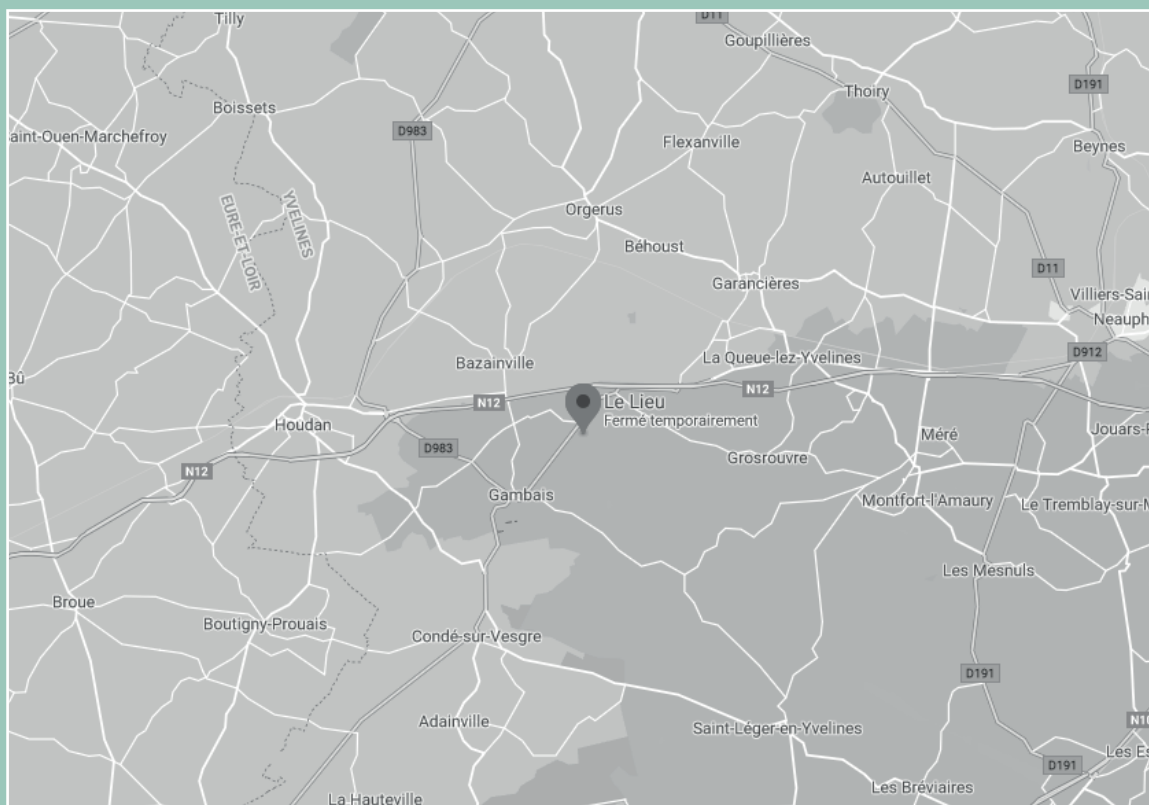 Tilly
D11
Goupillières
Thoiry
D191
Boissets
D983
aint-Ouen-Marchefroy
Flexanville
Beynes
Autouillet
YVELINES
EURE-ET-LOIR
Orgerus
Béhoust
D11
Garancières
Villiers-Sai
Neauph
D912
Bazainville
La Queue-lez-Yvelines
Bû
N12
N12
Le Lieu
Fermé temporairement
Houdan
D983
Méré
Jouars-P
Grosrouvre
N12
Gambais
Montfort-l'Amaury
Le Tremblay-sur-M
Les Mesnuls
Broue
Boutigny-Prouais
Condé-sur-Vesgre
D191
Adainville
Saint-Léger-en-Yvelines
N10
Les Es
D191
Les Bréviaires
La Hauteville